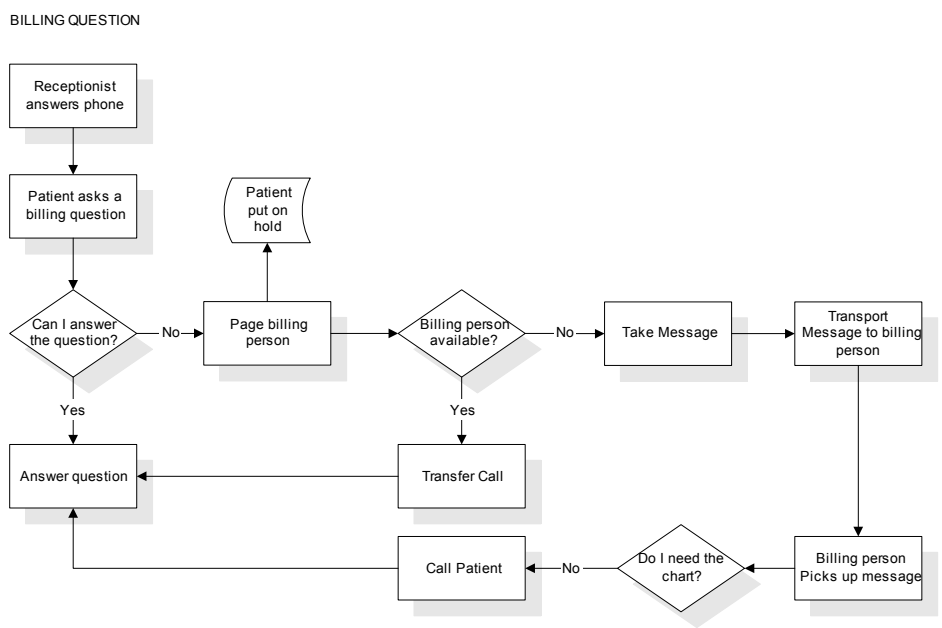 BILLING QUESTION
Receptionist
answers phone
Patient asks a
billing question
Patient
put on
hold
Can I answer
the question?
No
Page billing
person
Billing person
available?
No
Take Message
Transport
Message to billing
person
Yes
Yes
Answer question
Transfer Call
Call Patient
No
Do I need the
chart?
Billing person
Picks up message